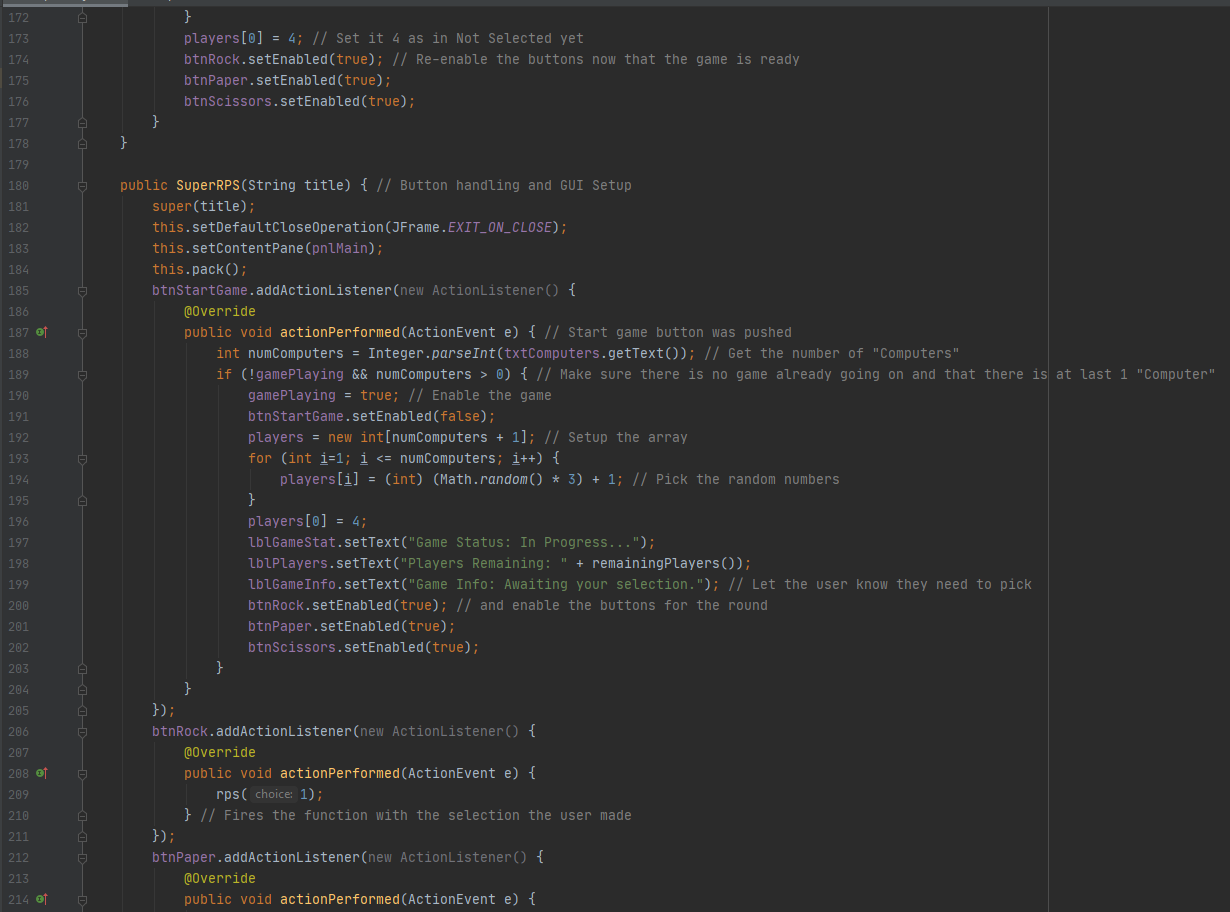 172 }
173 players[0] = 4; // Set it 4 as in Not Selected yet
174 btnRock.setEnabled(true); // Re-enable the buttons now that the game is ready
175 btnPaper.setEnabled(true);
176 btnScissors.setEnabled(true);
177 }
178 }
179
180 public SuperRPS(String title) { // Button handling and GUI Setup
181 super(title);
182 this.setDefaultCloseOperation(JFrame.EXIT_ON_CLOSE);
183 this.setContentPane(pnlMain);
184 this.pack();
185 btnStartGame.addActionListener(new ActionListener() {
186 @Override
187 public void actionPerformed(ActionEvent e) { // Start game button was pushed
188 int numComputers = Integer.parseInt(txtComputers.getText()); // Get the number of "Computers"
189 if (!gamePlaying && numComputers > 0) { // Make sure there is no game already going on and that there is at last 1 "Computer"
190 gamePlaying = true; // Enable the game
191 btnStartGame.setEnabled(false);
192 players = new int[numComputers + 1]; // Setup the array
193 for (int i=1; i <= numComputers; i++) {
194 players[i] = (int) (Math.random() * 3) + 1; // Pick the random numbers
195 }
196 players[0] = 4;
197 lblGameStat.setText("Game Status: In Progress...");
198 lblPlayers.setText("Players Remaining: " + remainingPlayers());
199 lblGameInfo.setText("Game Info: Awaiting your selection."); // Let the user know they need to pick
200 btnRock.setEnabled(true); // and enable the buttons for the round
201 btnPaper.setEnabled(true);
202 btnScissors.setEnabled(true);
203 }
204 }
205 });
206 btnRock.addActionListener(new ActionListener() {
207 @Override
208 public void actionPerformed(ActionEvent e) {
209 rps( choice: 1);
210 } // Fires the function with the selection the user made
211 });
212 btnPaper.addActionListener(new ActionListener() {
213 @Override
214 public void actionPerformed(ActionEvent e) {